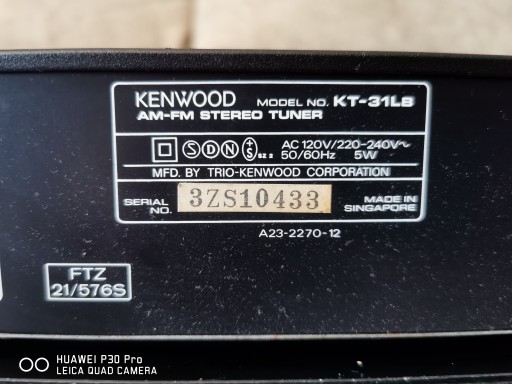 KENWOOD MODEL NO. KT-31LB
AM-FM STEREO TUNER
S D N +S SZ 2 AC 120V/220-240V~
50/60Hz 5W
MFD. BY TRIO-KENWOOD CORPORATION
SERIAL NO. 3ZS10433 MADE IN SINGAPORE
A23-2270-12
FTZ
21/576S
HUAWEI P30 Pro
LEICA QUAD CAMERA